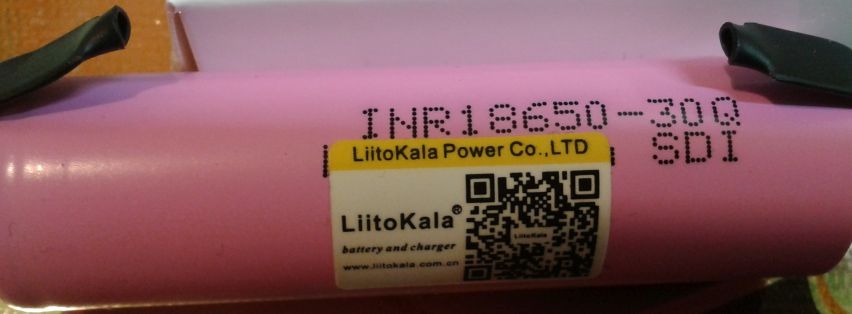 INR18650-30Q
SDI
LiitoKala Power Co.,LTD
LiitoKala®
battery and charger
www.liitokala.com.cn
LiitoKala